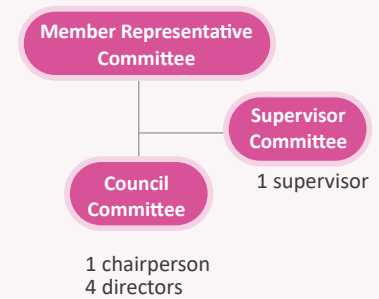 Member Representative
Committee
Supervisor
Committee
1 supervisor
Council
Committee
1 chairperson
4 directors